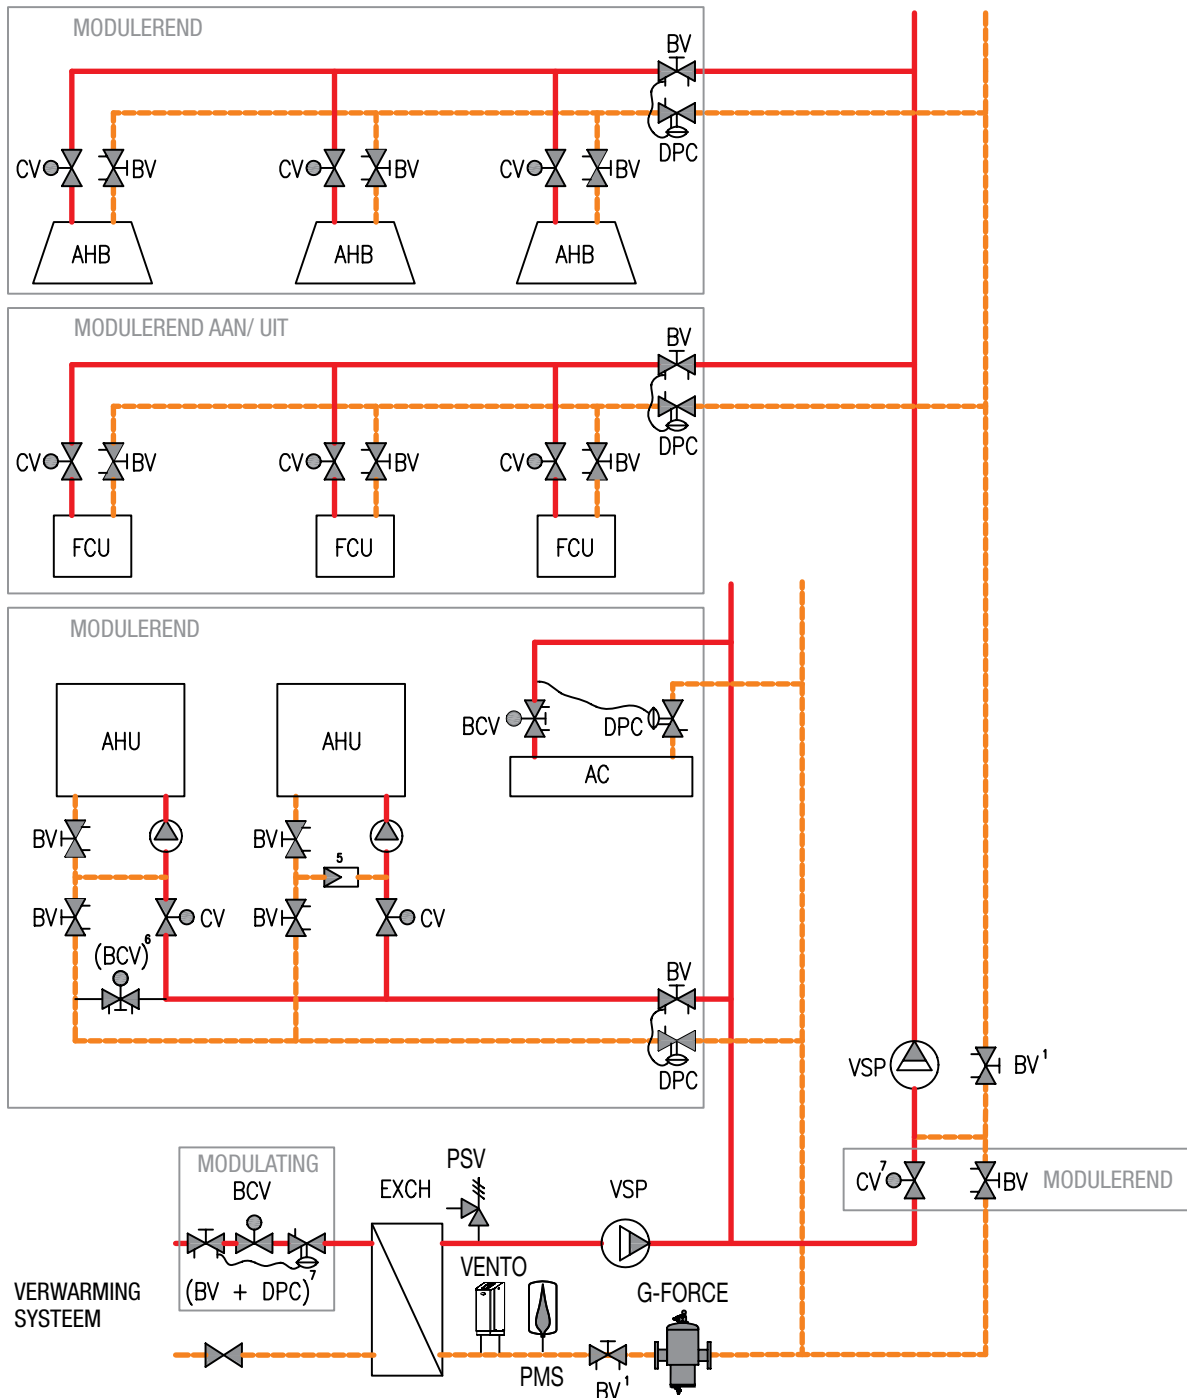 MODULEREND
BV
DPC
CV
BV
CV
BV
CV
BV
AHB
AHB
AHB
MODULEREND AAN/ UIT
BV
DPC
CV
BV
CV
BV
CV
BV
FCU
FCU
FCU
MODULEREND
AHU
AHU
BCV
DPC
AC
BV
BV
5
BV
CV
BV
CV
(BCV)⁶
BV
DPC
VSP
BV¹
MODULATING
BCV
EXCH
PSV
VSP
CV⁷
BV
MODULEREND
(BV + DPC)⁷
VENTO
G-FORCE
VERWARMING
SYSTEEM
PMS
BV¹